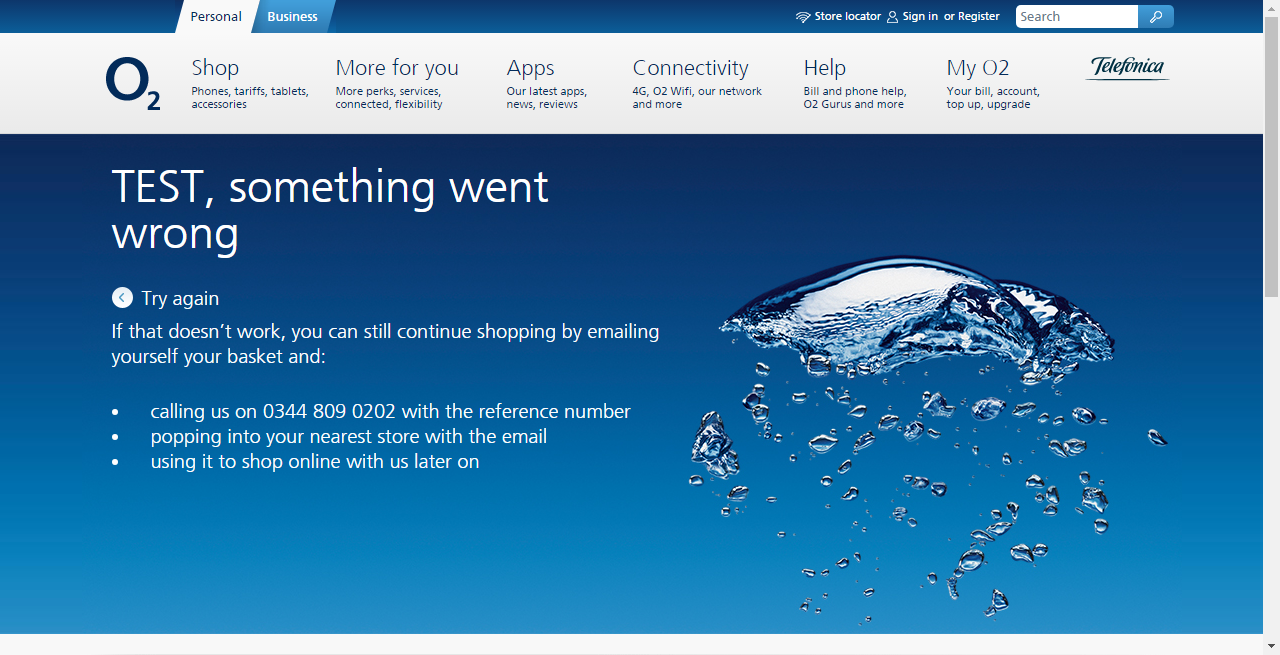 Personal
Business
Store locator
Sign in or Register
Search
O2
Shop
Phones, tariffs, tablets,
accessories
More for you
More perks, services,
connected, flexibility
Apps
Our latest apps,
news, reviews
Connectivity
4G, O2 Wifi, our network
and more
Help
Bill and phone help,
O2 Gurus and more
My O2
Your bill, account,
top up, upgrade
Telefónica
TEST, something went
wrong
Try again
If that doesn’t work, you can still continue shopping by emailing
yourself your basket and:
• calling us on 0344 809 0202 with the reference number
• popping into your nearest store with the email
• using it to shop online with us later on